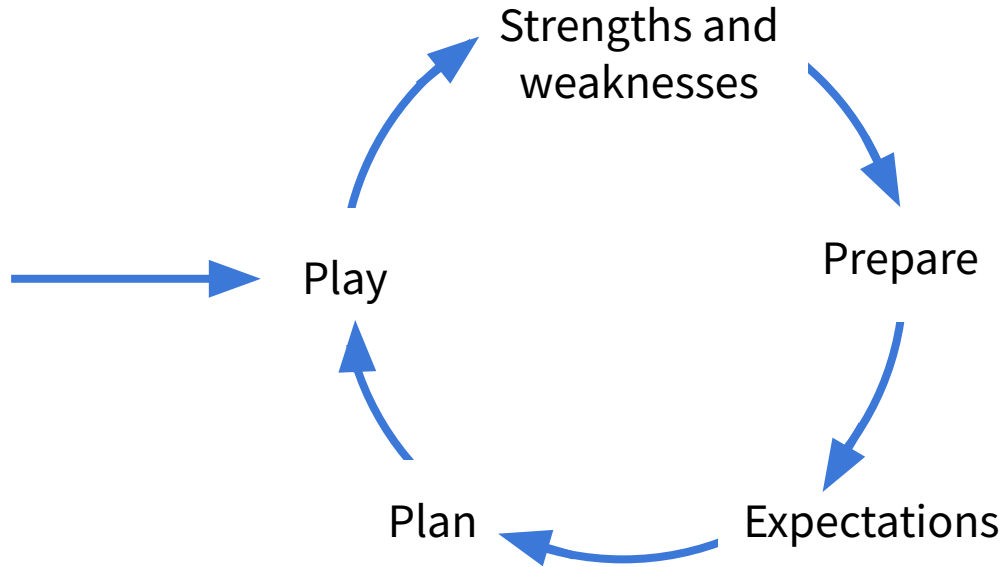 Strengths and
weaknesses
Prepare
Play
Expectations
Plan